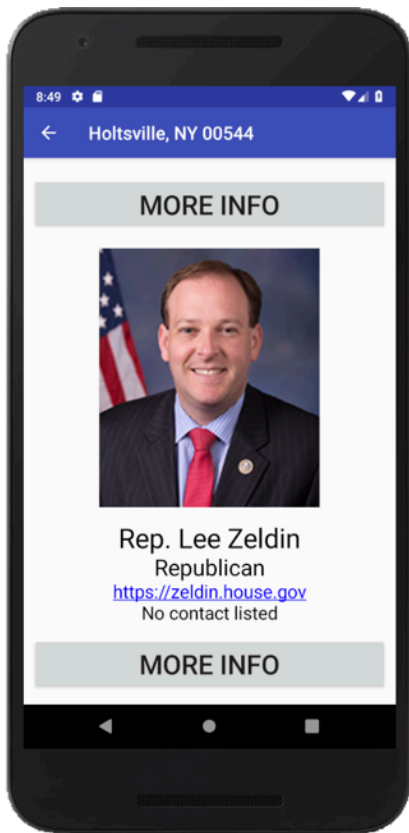 8:49
Holtsville, NY 00544
MORE INFO
Rep. Lee Zeldin
Republican
https://zeldin.house.gov
No contact listed
MORE INFO